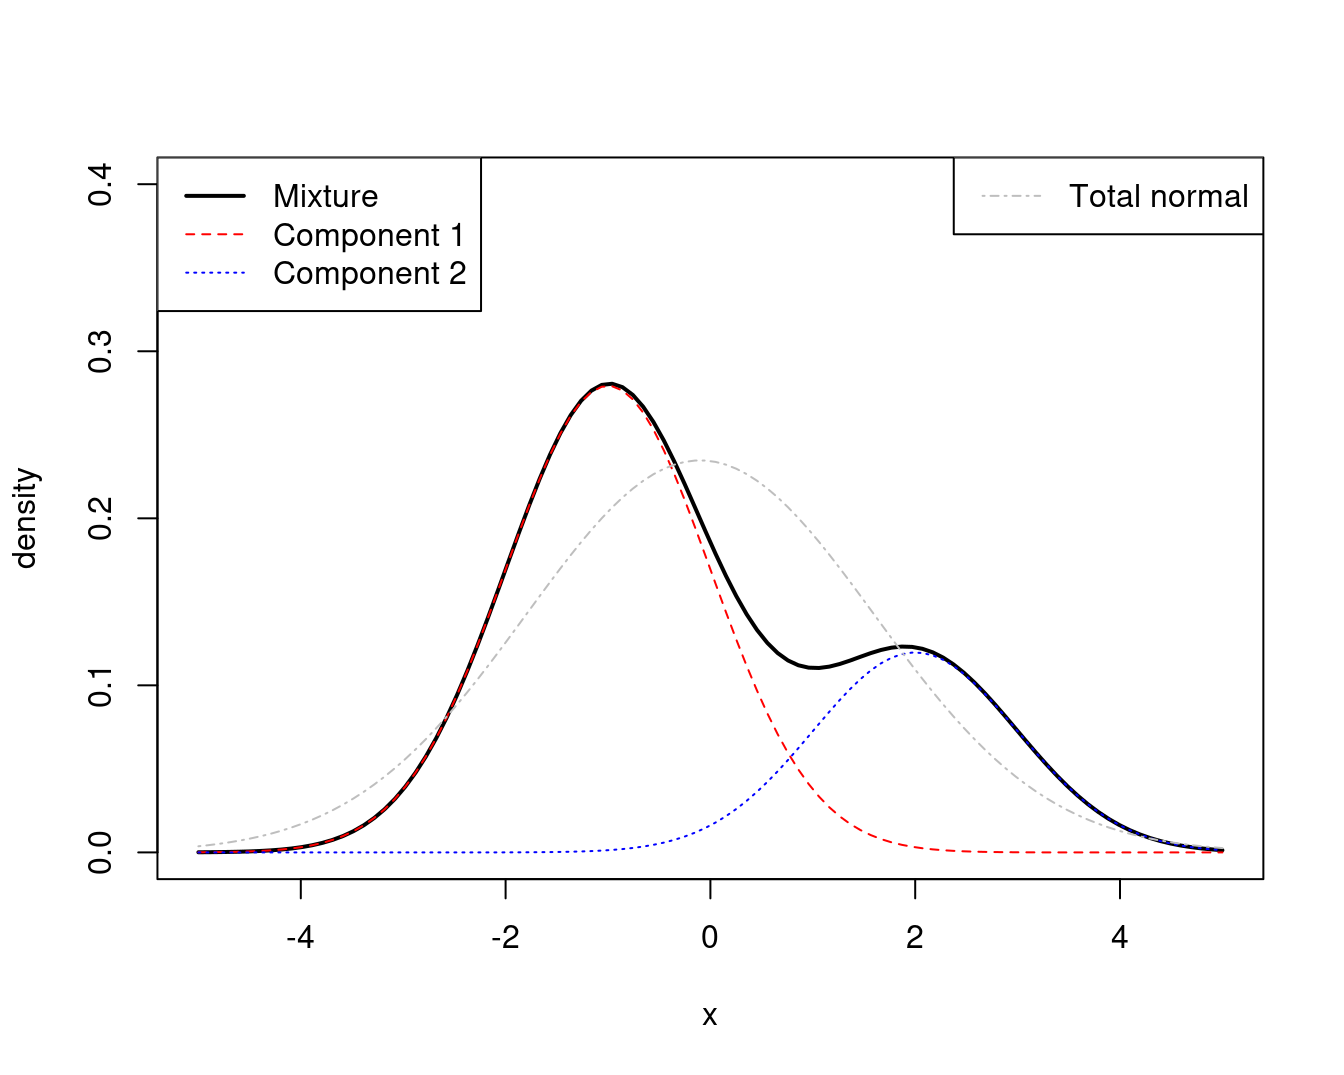 Mixture
Component 1
Component 2
Total normal
density
0.4
0.3
0.2
0.1
0.0
-4 -2 0 2 4
x